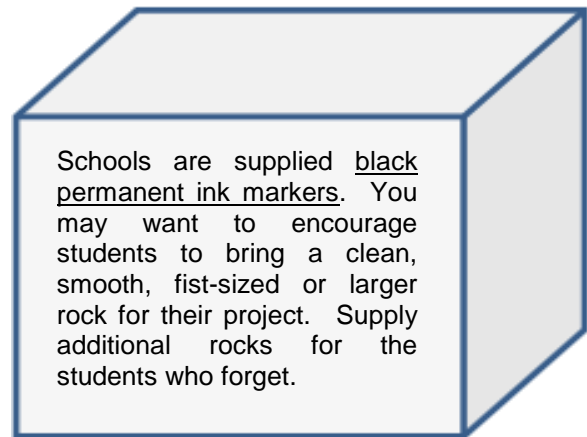 Schools are supplied black
permanent ink markers. You
may want to encourage
students to bring a clean,
smooth, fist-sized or larger
rock for their project. Supply
additional rocks for the
students who forget.